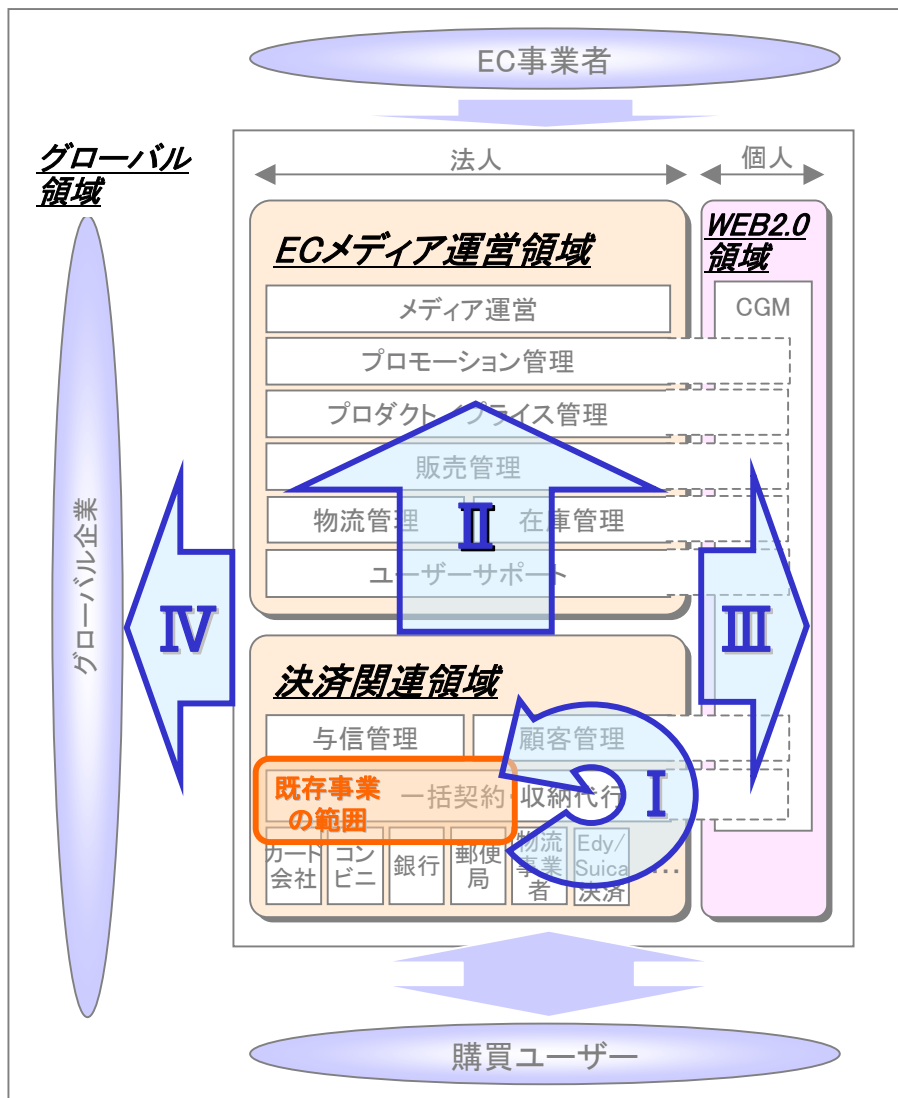 EC事業者
グローバル
領域
法人
個人
ECメディア運営領域
WEB2.0
領域
メディア運営
CGM
プロモーション管理
プロダクト／プライス管理
販売管理
物流管理
在庫管理
ユーザーサポート
グローバル企業
Ⅱ
Ⅳ
Ⅲ
決済関連領域
与信管理
顧客管理
既存事業
の範囲
一括契約・収納代行
Ⅰ
カード
会社
コン
ビニ
銀行
郵便
局
物流
事業
者
Edy/
Suica
決済
…
購買ユーザー